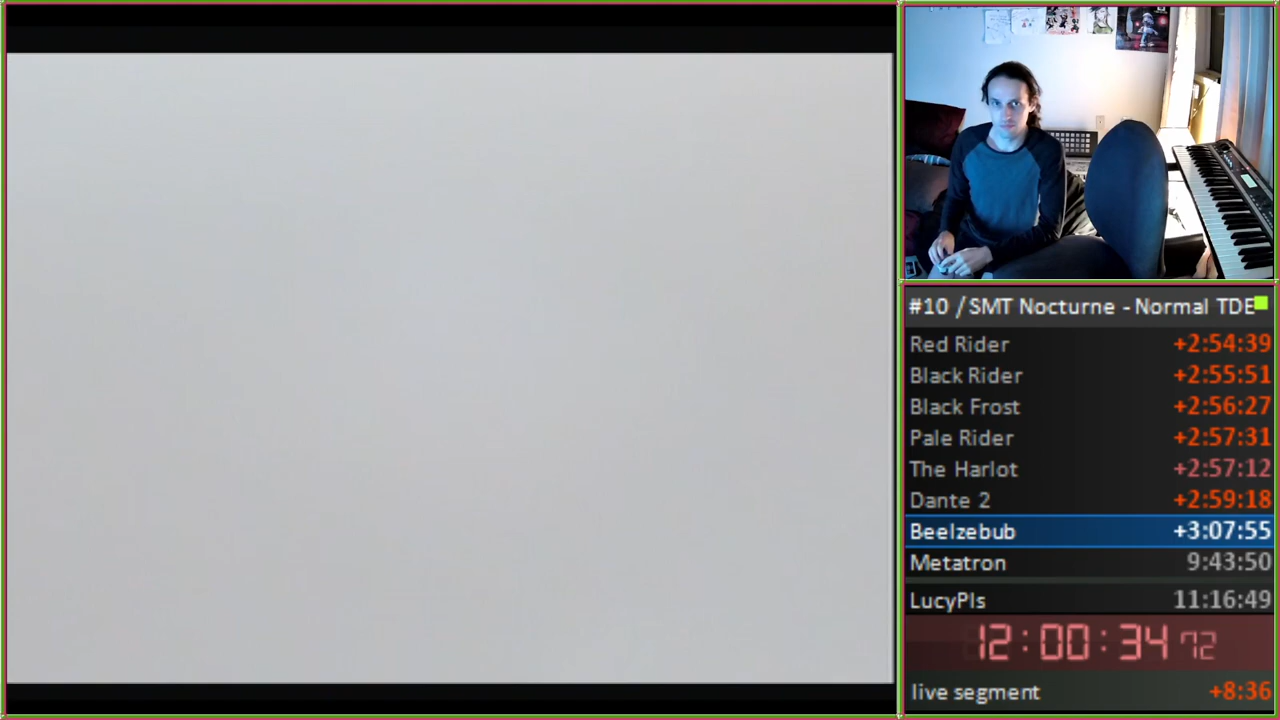 #10 / SMT Nocturne - Normal TDE
Red Rider +2:54:39
Black Rider +2:55:51
Black Frost +2:56:27
Pale Rider +2:57:31
The Harlot +2:57:12
Dante 2 +2:59:18
Beelzebub +3:07:55
Metatron 9:43:50
LucyPls 11:16:49
12:00:34 72
live segment +8:36